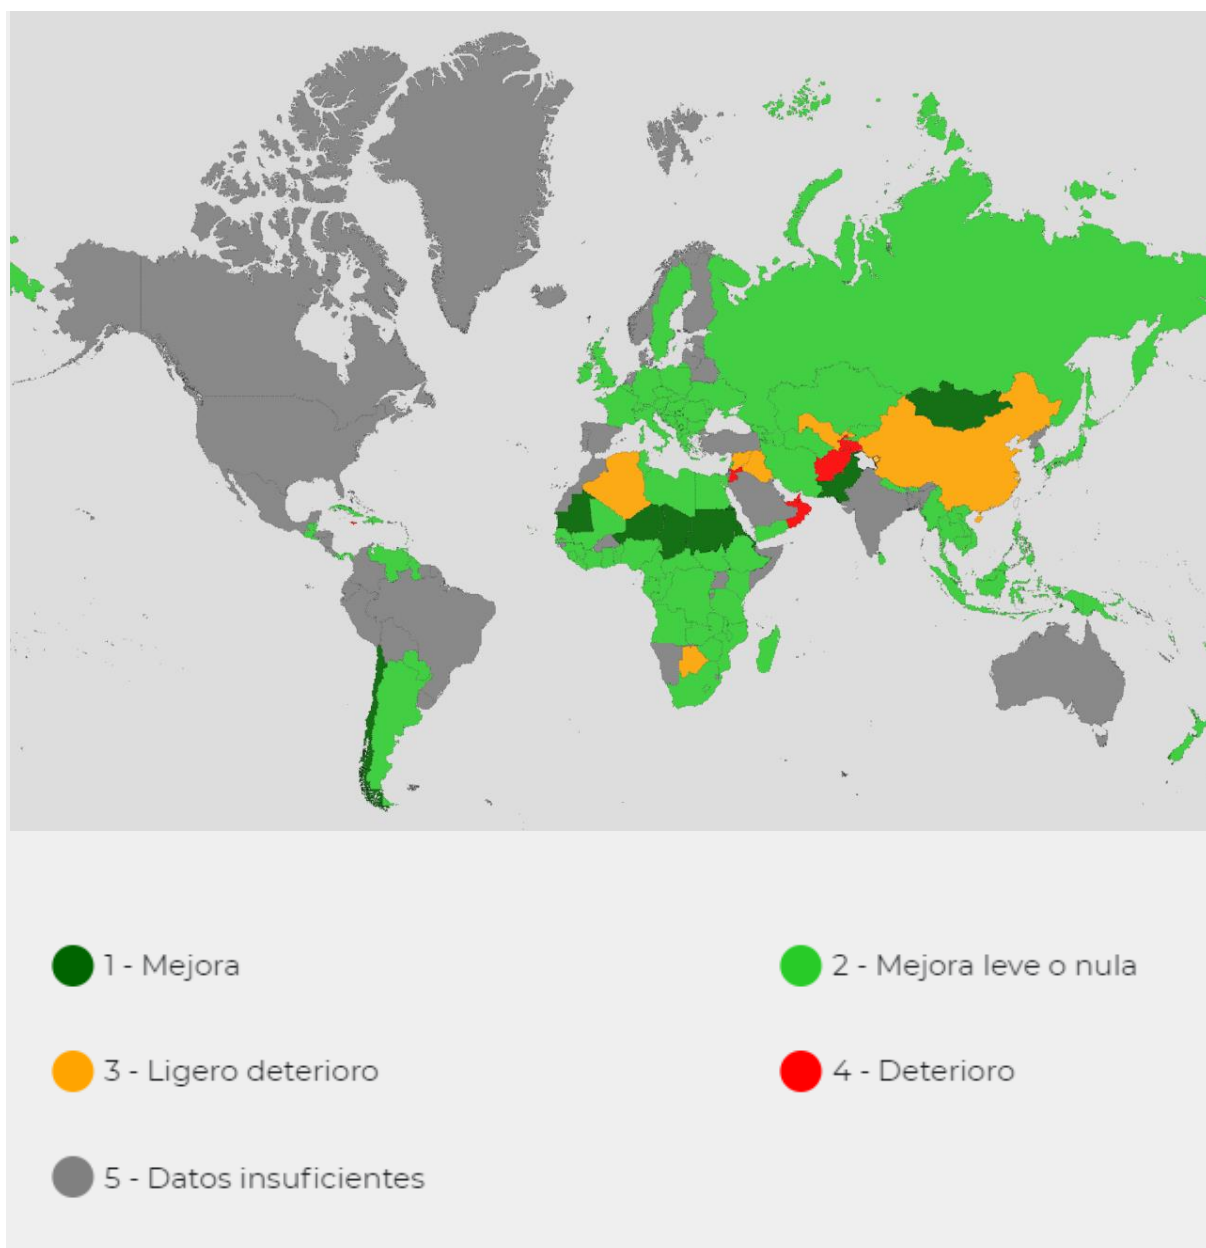 1 - Mejora
2 - Mejora leve o nula
3 - Ligero deterioro
4 - Deterioro
5 - Datos insuficientes